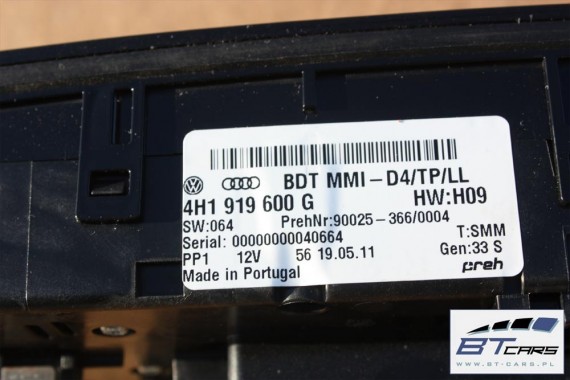 BDT MMI-D4/TP/LL
4H1 919 600 G HW:H09
SW:064 PrehNr:90025-366/0004
Serial: 00000000040664 T:SMM
PP1 12V 56 19.05.11 Gen:33 S
Made in Portugal preh
BT CARS
WWW.BT-CARS.PL